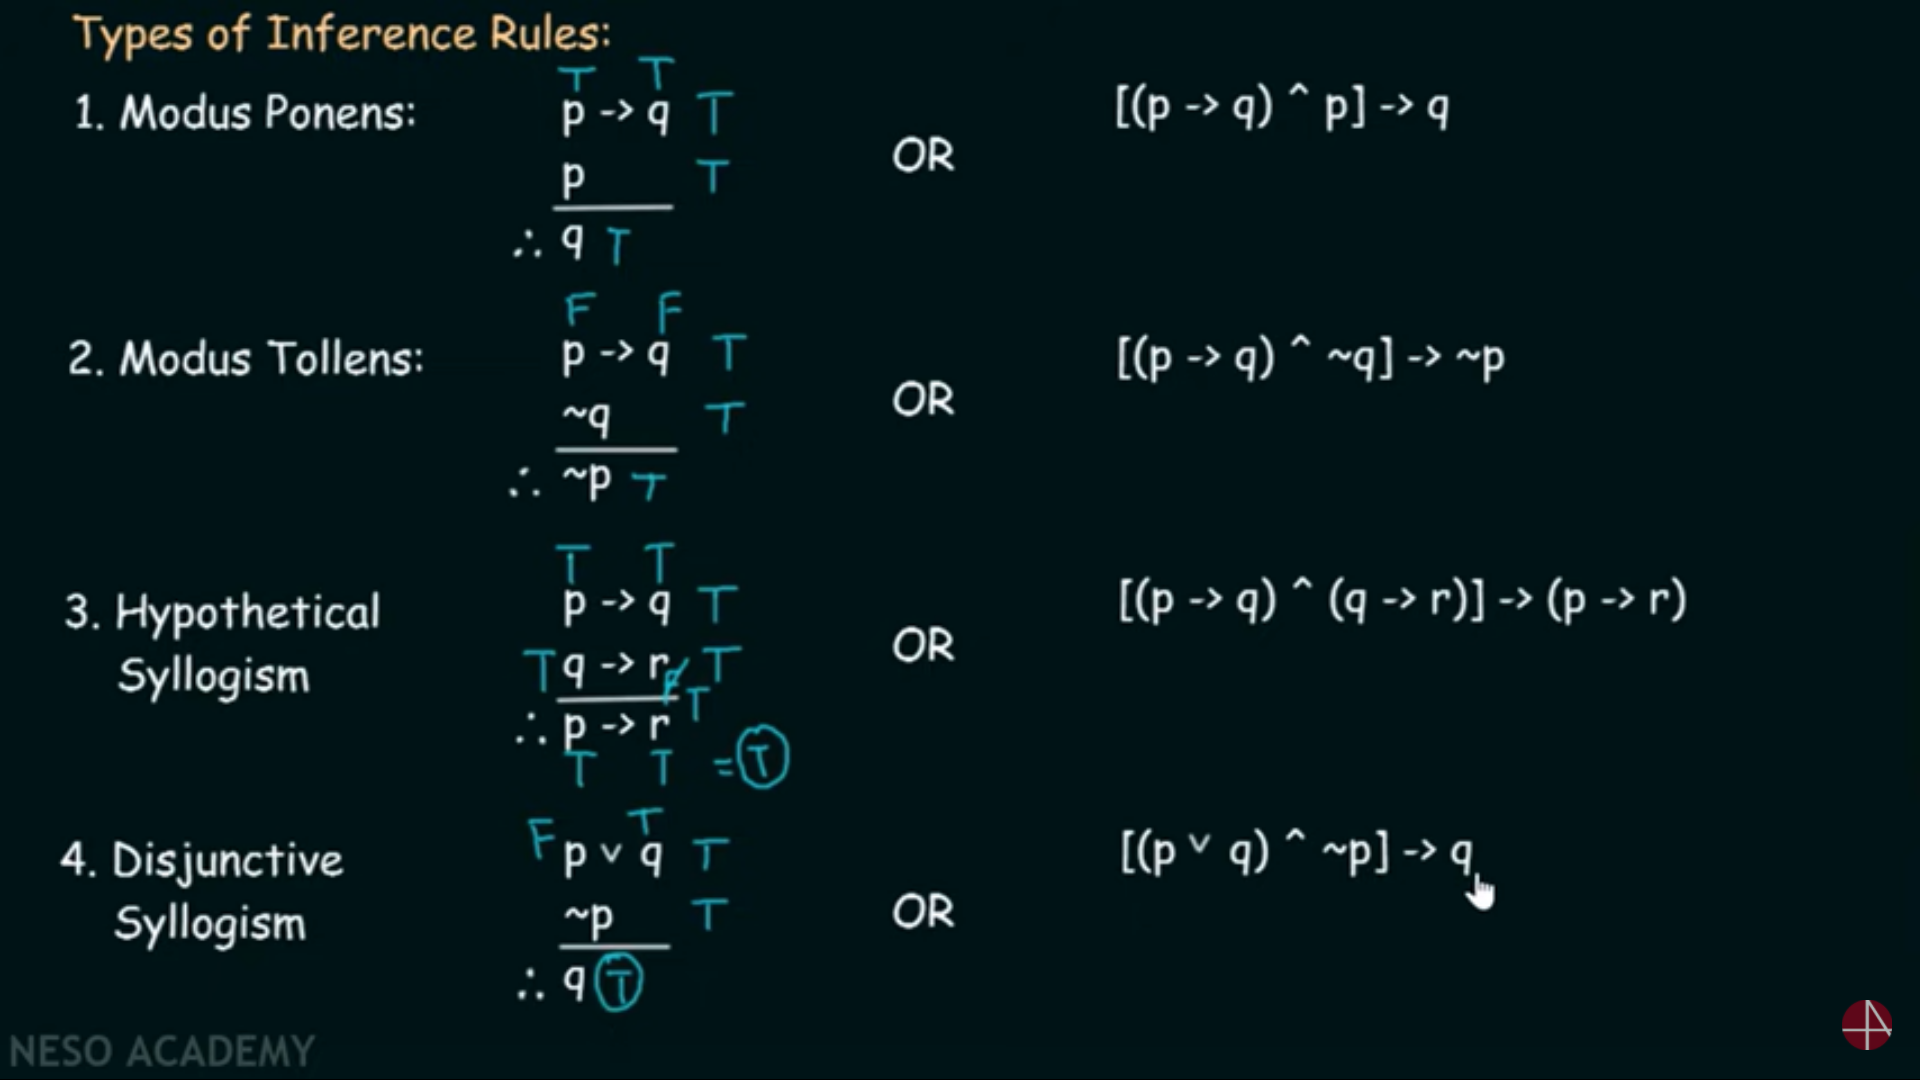 Types of Inference Rules:
T T
1. Modus Ponens: p -> q T
p T
∴ q T
OR
[(p -> q) ^ p] -> q
F F
2. Modus Tollens: p -> q T
~q T
∴ ~p T
OR
[(p -> q) ^ ~q] -> ~p
T T
3. Hypothetical p -> q T
Syllogism T q -> r F T
T
∴ p -> r
T T = T
OR
[(p -> q) ^ (q -> r)] -> (p -> r)
F T
4. Disjunctive p v q T
Syllogism ~p T
∴ q T
OR
[(p v q) ^ ~p] -> q
NESO ACADEMY